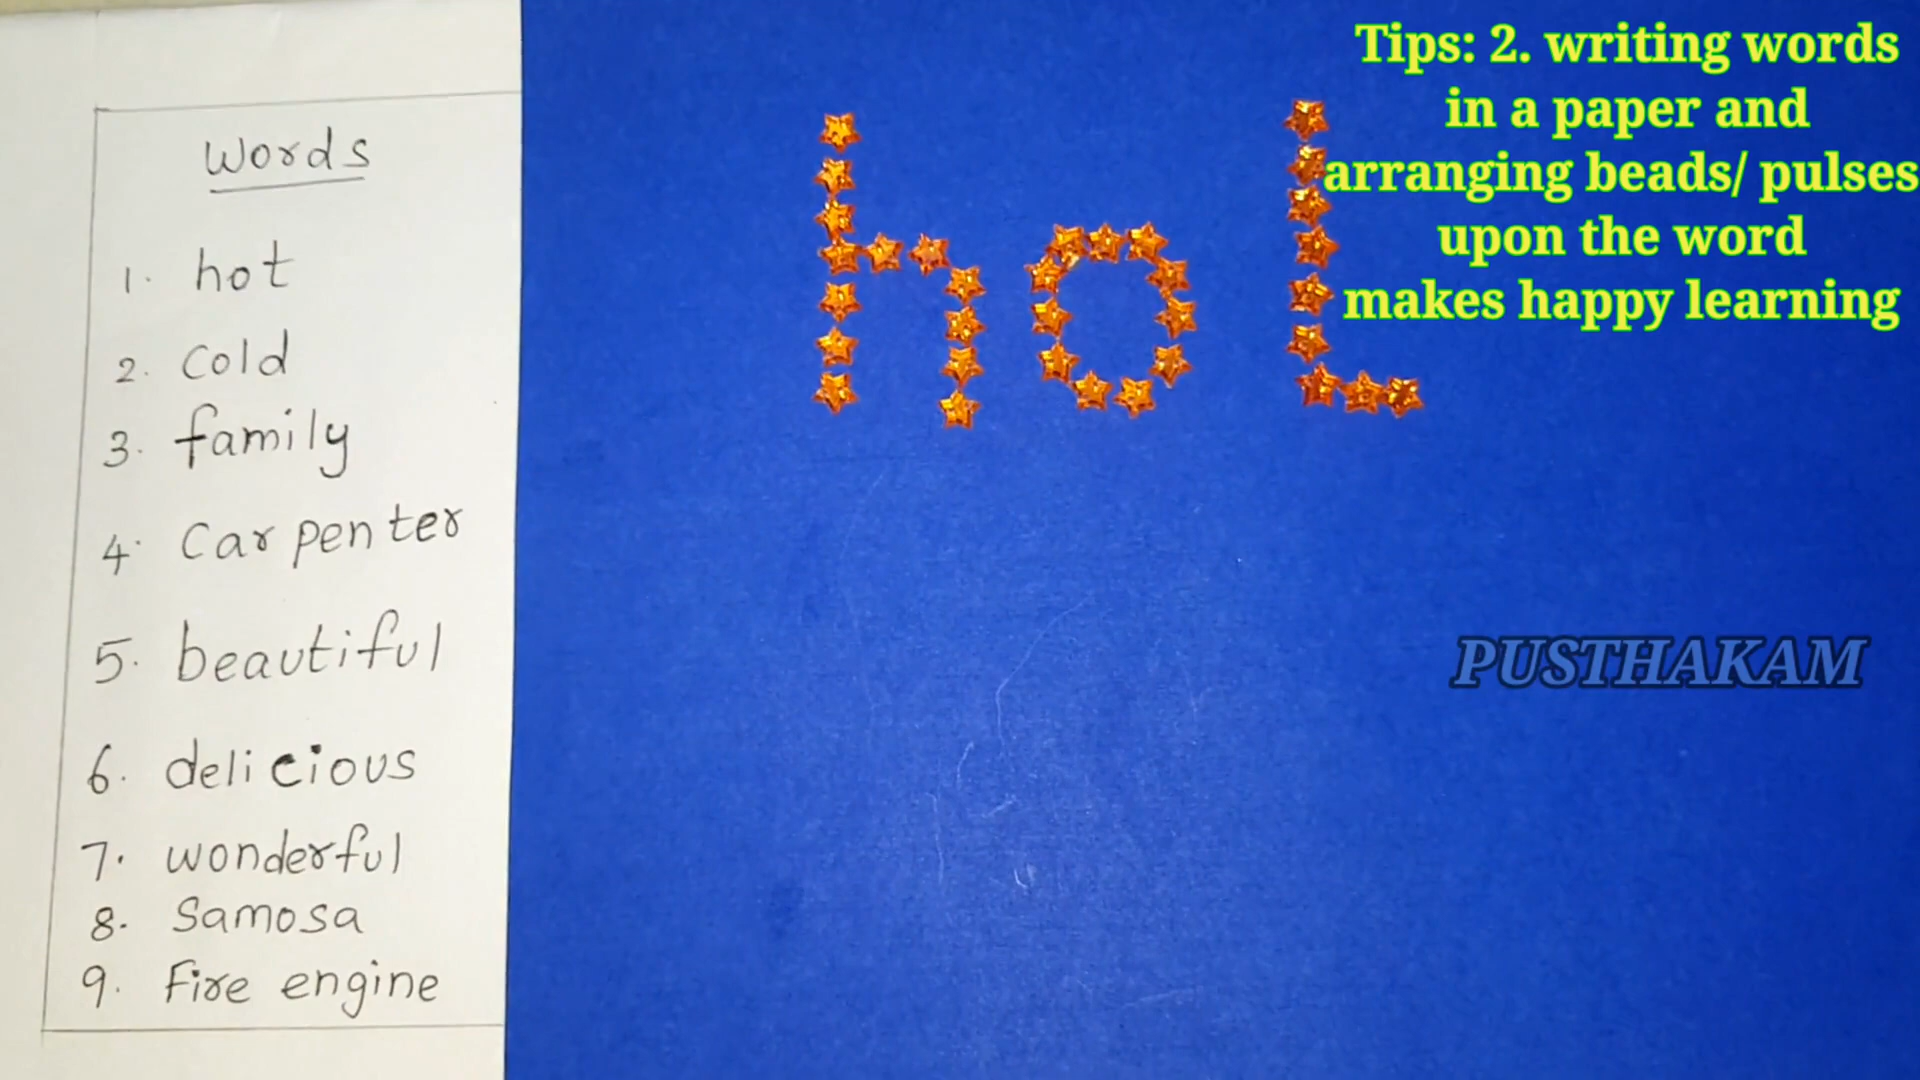 Words
1. hot
2. cold
3. family
4. Carpenter
5. beautiful
6. delicious
7. wonderful
8. Samosa
9. Fire engine
hoL
Tips: 2. writing words
in a paper and
arranging beads/ pulses
upon the word
makes happy learning
PUSTHAKAM